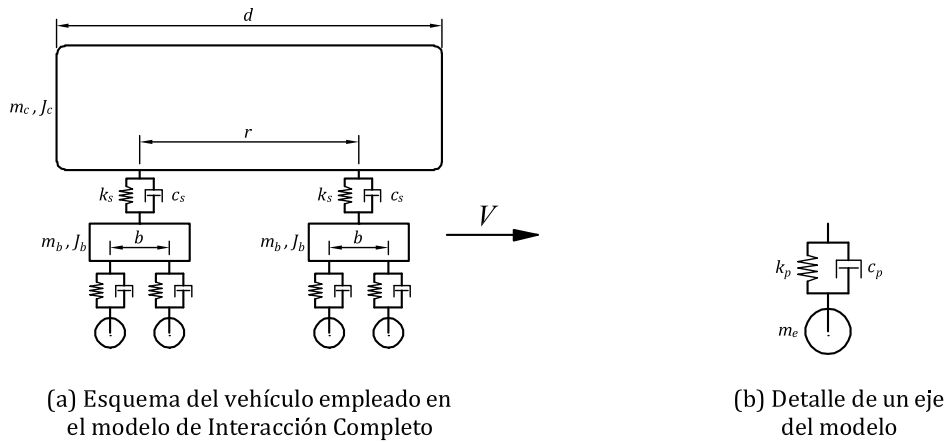 d
m_c , J_c
r
k_s c_s
k_s c_s
V
m_b , J_b
b
m_b , J_b
b
k_p c_p
m_e
(a) Esquema del vehículo empleado en
el modelo de Interacción Completo
(b) Detalle de un eje
del modelo